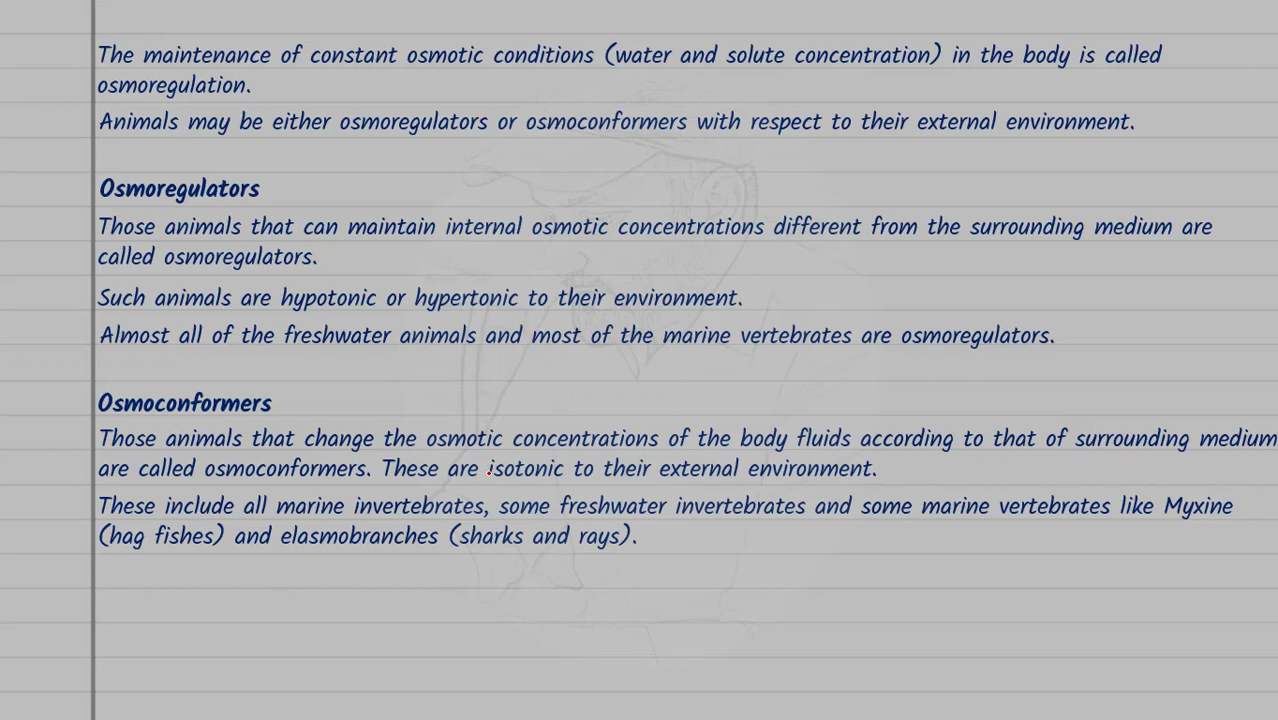 The maintenance of constant osmotic conditions (water and solute concentration) in the body is called
osmoregulation.
Animals may be either osmoregulators or osmoconformers with respect to their external environment.
Osmoregulators
Those animals that can maintain internal osmotic concentrations different from the surrounding medium are
called osmoregulators.
Such animals are hypotonic or hypertonic to their environment.
Almost all of the freshwater animals and most of the marine vertebrates are osmoregulators.
Osmoconformers
Those animals that change the osmotic concentrations of the body fluids according to that of surrounding medium
are called osmoconformers. These are isotonic to their external environment.
These include all marine invertebrates, some freshwater invertebrates and some marine vertebrates like Myxine
(hag fishes) and elasmobranches (sharks and rays).